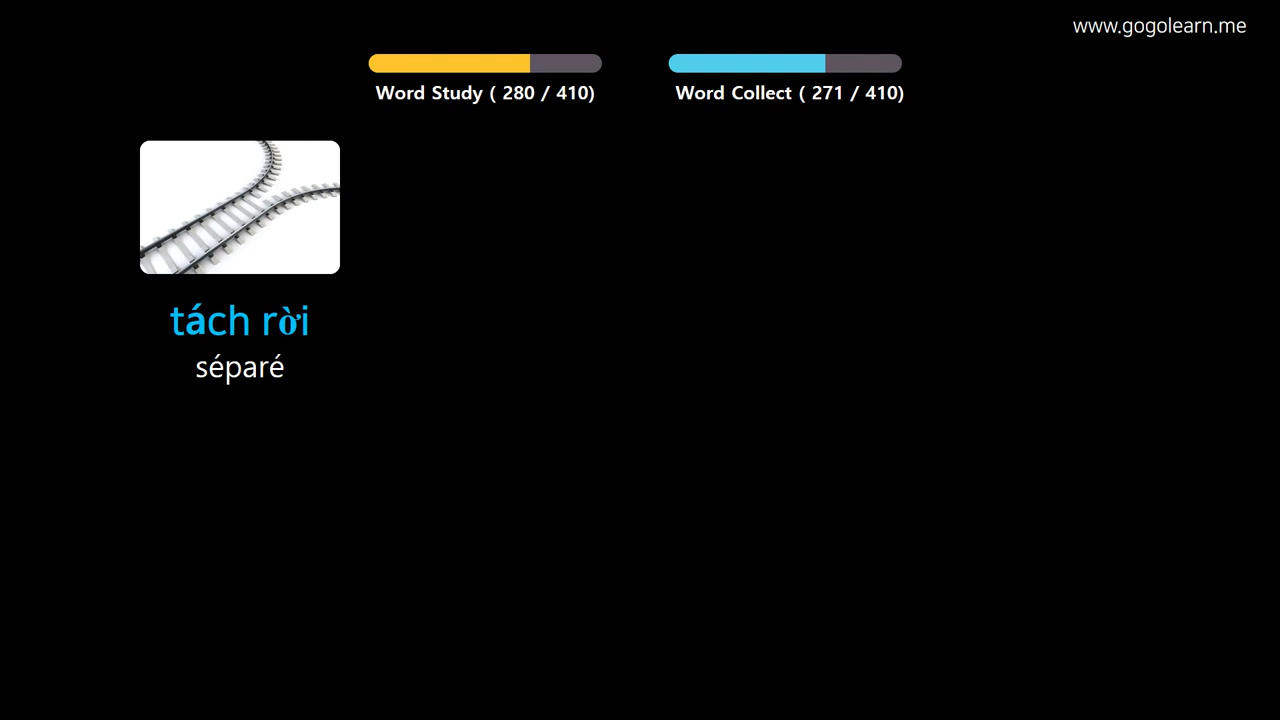 www.gogolearn.me
Word Study ( 280 / 410)
Word Collect ( 271 / 410)
tách rời
séparé